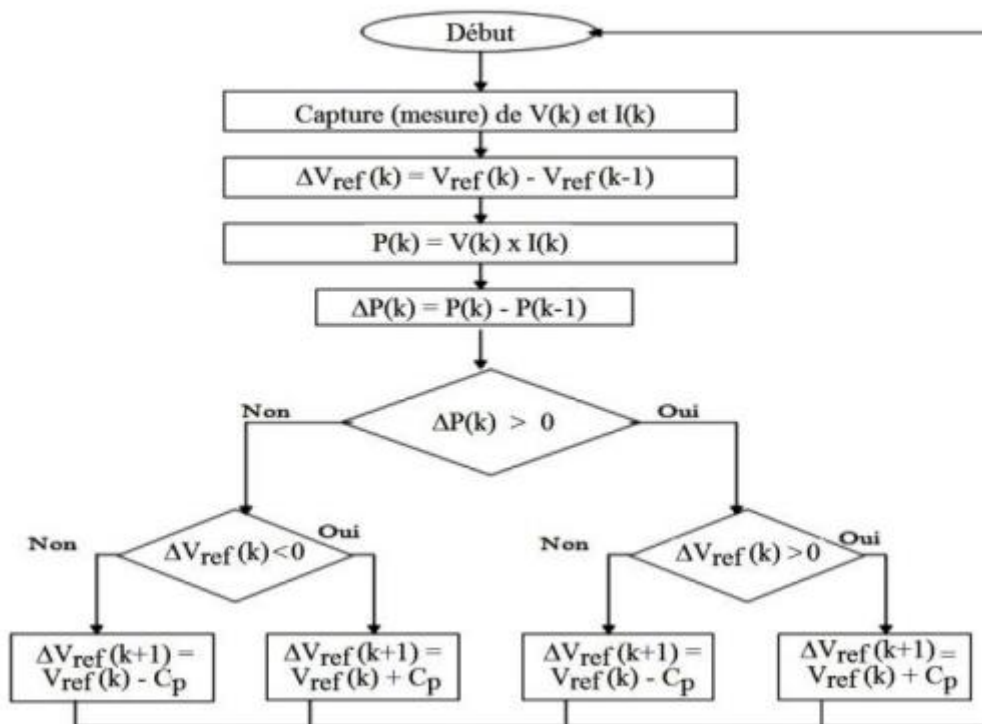 Début
Capture (mesure) de V(k) et I(k)
ΔVref (k) = Vref (k) - Vref (k-1)
P(k) = V(k) x I(k)
ΔP(k) = P(k) - P(k-1)
Non
ΔP(k) > 0
Oui
Non
ΔVref (k) <0
Oui
Non
ΔVref (k) >0
Oui
ΔVref (k+1) =
Vref (k) - Cp
ΔVref (k+1) =
Vref (k) + Cp
ΔVref (k+1) =
Vref (k) - Cp
ΔVref (k+1) =
Vref (k) + Cp